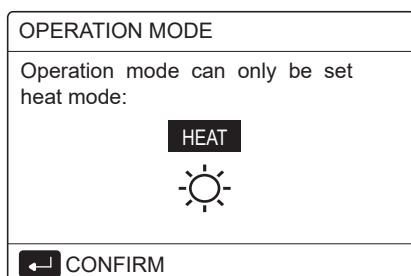 OPERATION MODE
Operation mode can only be set
heat mode:
HEAT
CONFIRM